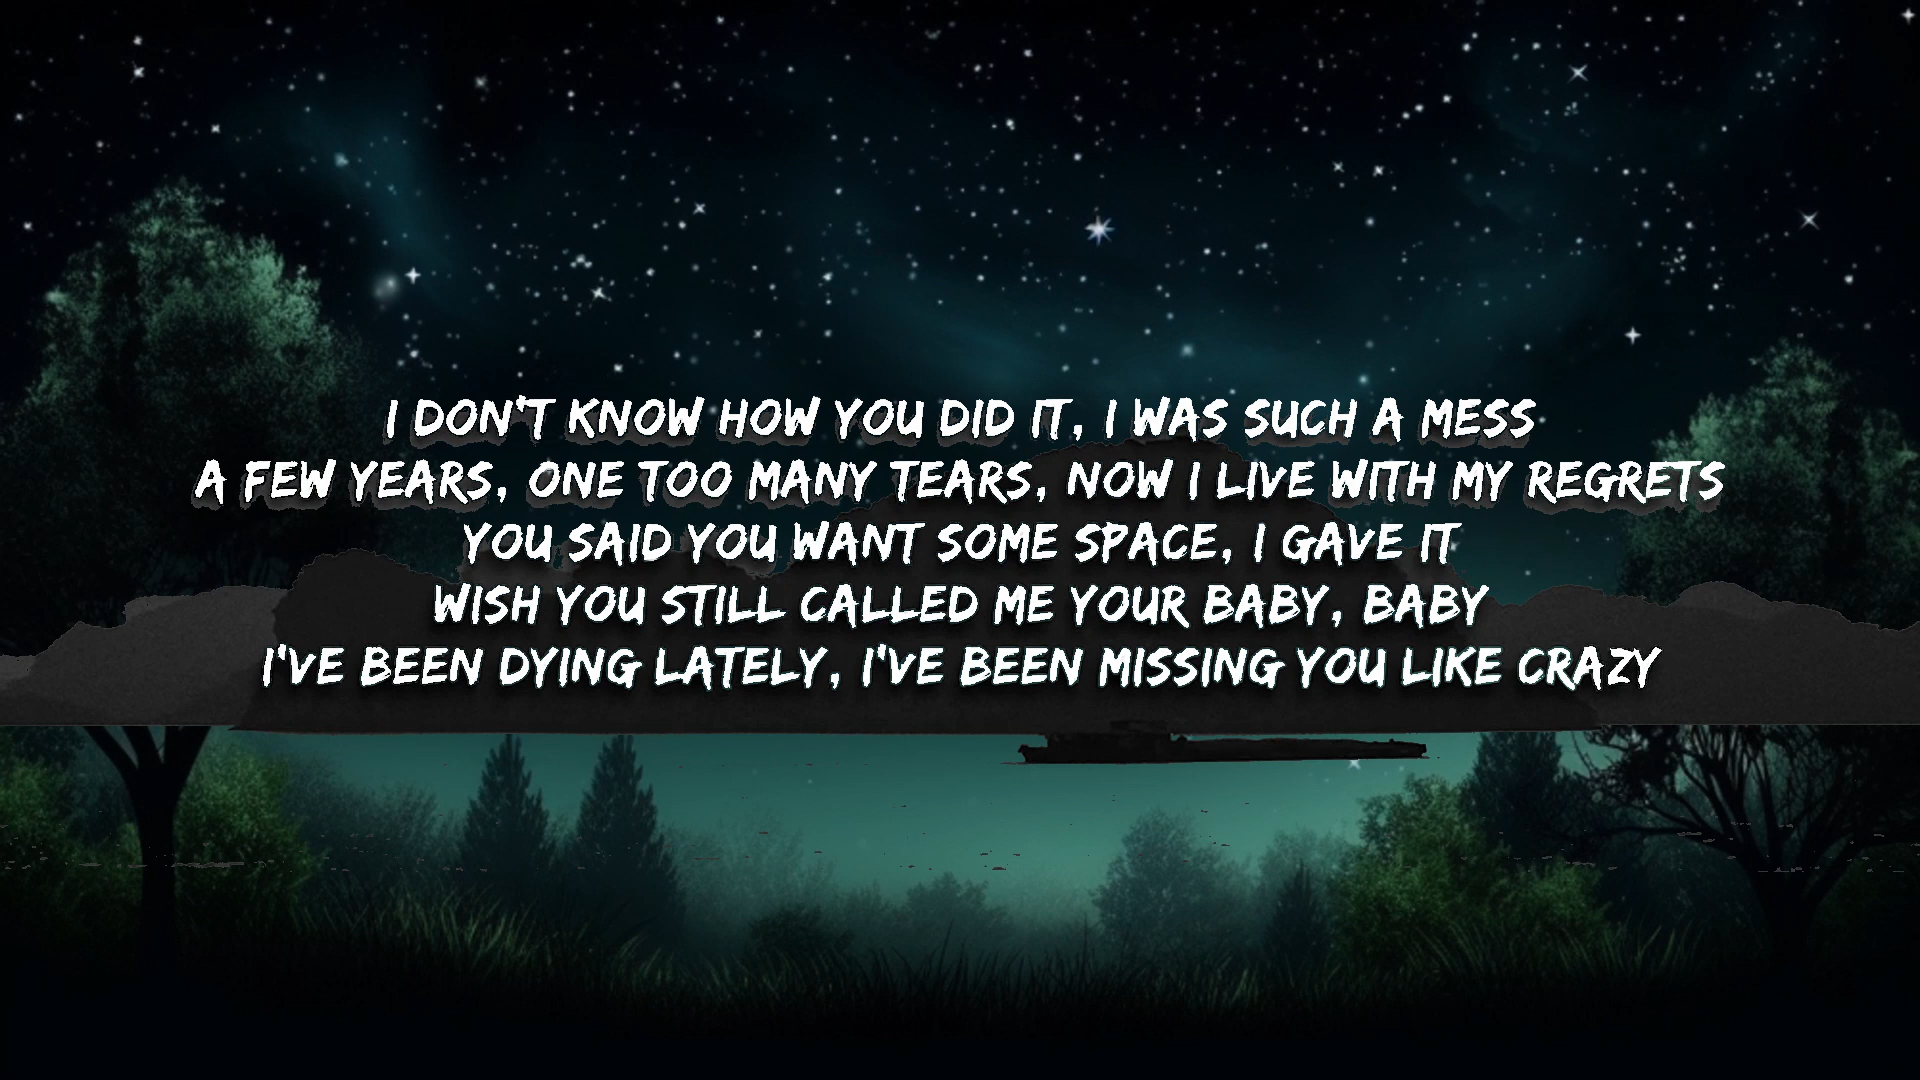 I DON'T KNOW HOW YOU DID IT, I WAS SUCH A MESS
A FEW YEARS, ONE TOO MANY TEARS, NOW I LIVE WITH MY REGRETS
YOU SAID YOU WANT SOME SPACE, I GAVE IT
WISH YOU STILL CALLED ME YOUR BABY, BABY
I'VE BEEN DYING LATELY, I'VE BEEN MISSING YOU LIKE CRAZY